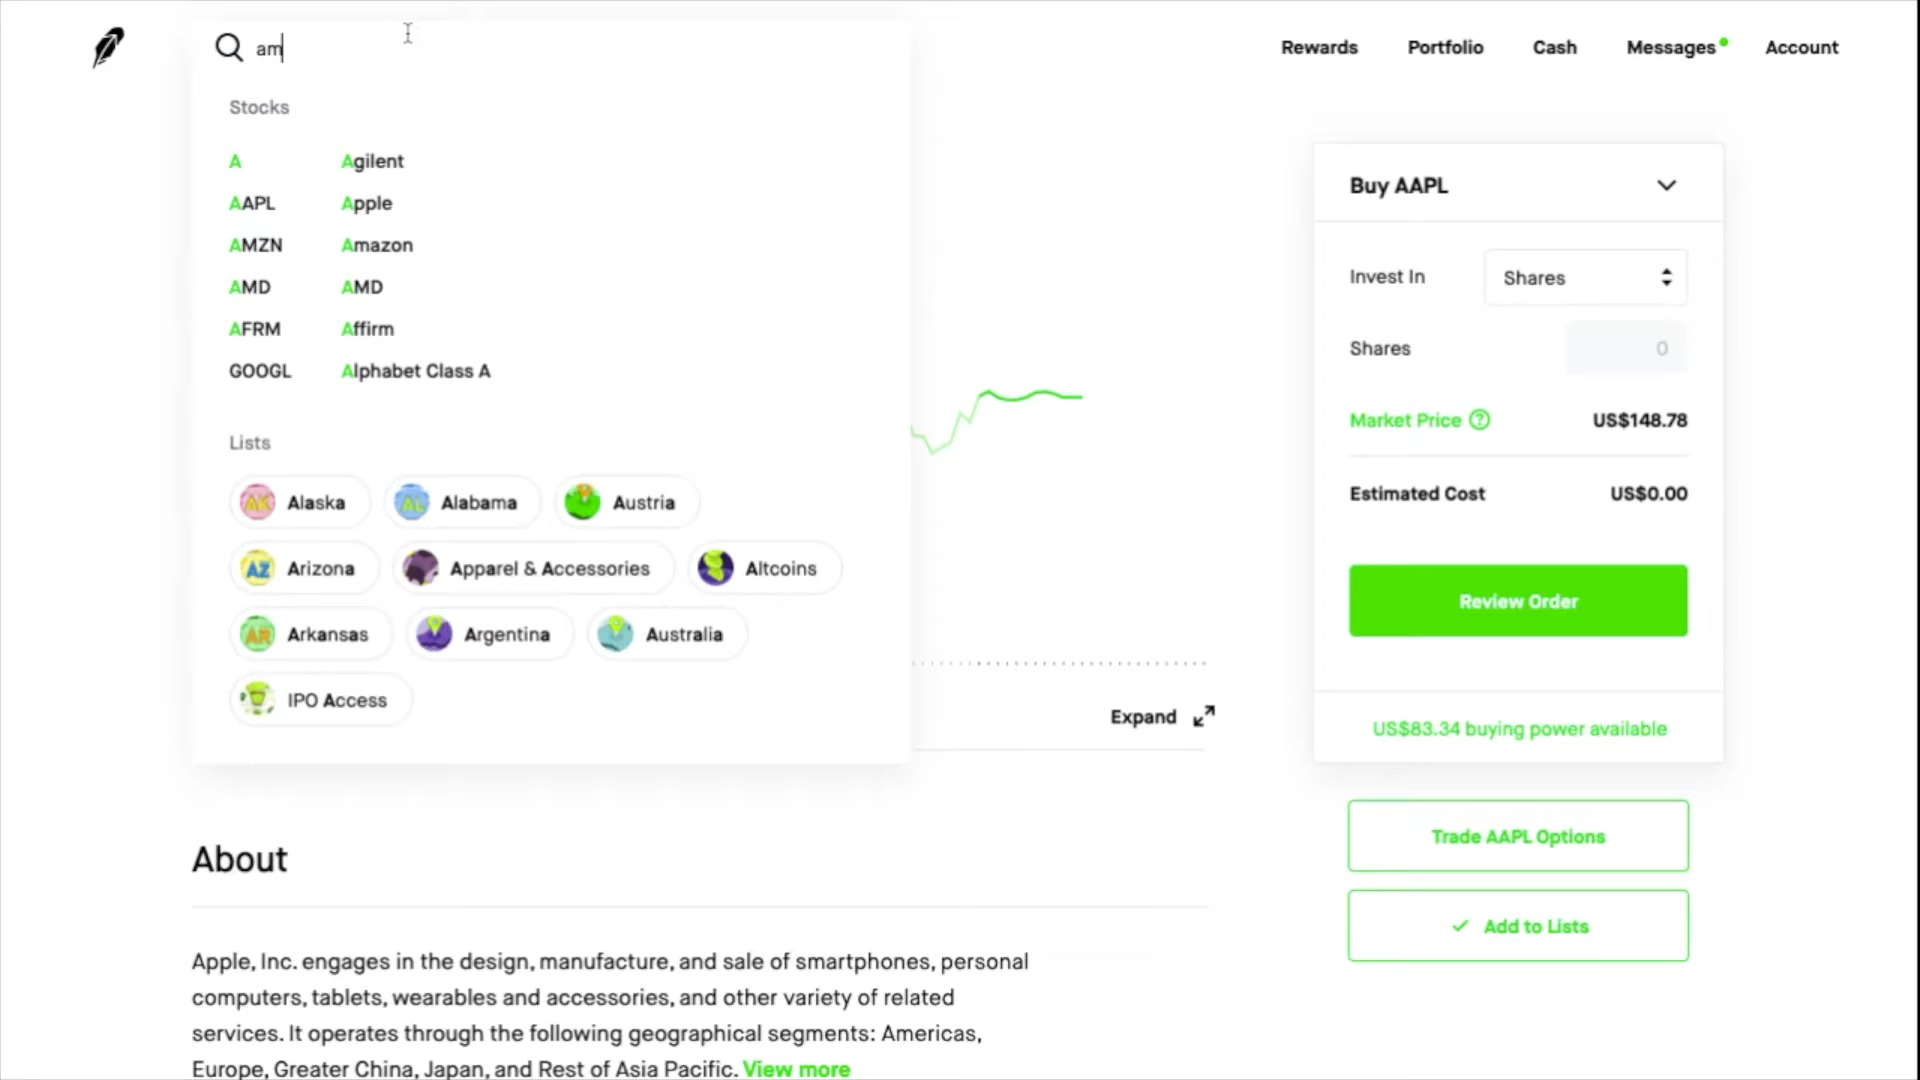 am
Rewards
Portfolio
Cash
Messages
Account
Stocks
A Agilent
AAPL Apple
AMZN Amazon
AMD AMD
AFRM Affirm
GOOGL Alphabet Class A
Lists
AK Alaska
AL Alabama
Austria
AZ Arizona
Apparel & Accessories
Altcoins
AR Arkansas
Argentina
Australia
IPO Access
Expand
Buy AAPL
Invest In Shares
Shares 0
Market Price ? US$148.78
Estimated Cost US$0.00
Review Order
US$83.34 buying power available
Trade AAPL Options
Add to Lists
About
Apple, Inc. engages in the design, manufacture, and sale of smartphones, personal
computers, tablets, wearables and accessories, and other variety of related
services. It operates through the following geographical segments: Americas,
Europe, Greater China, Japan, and Rest of Asia Pacific. View more